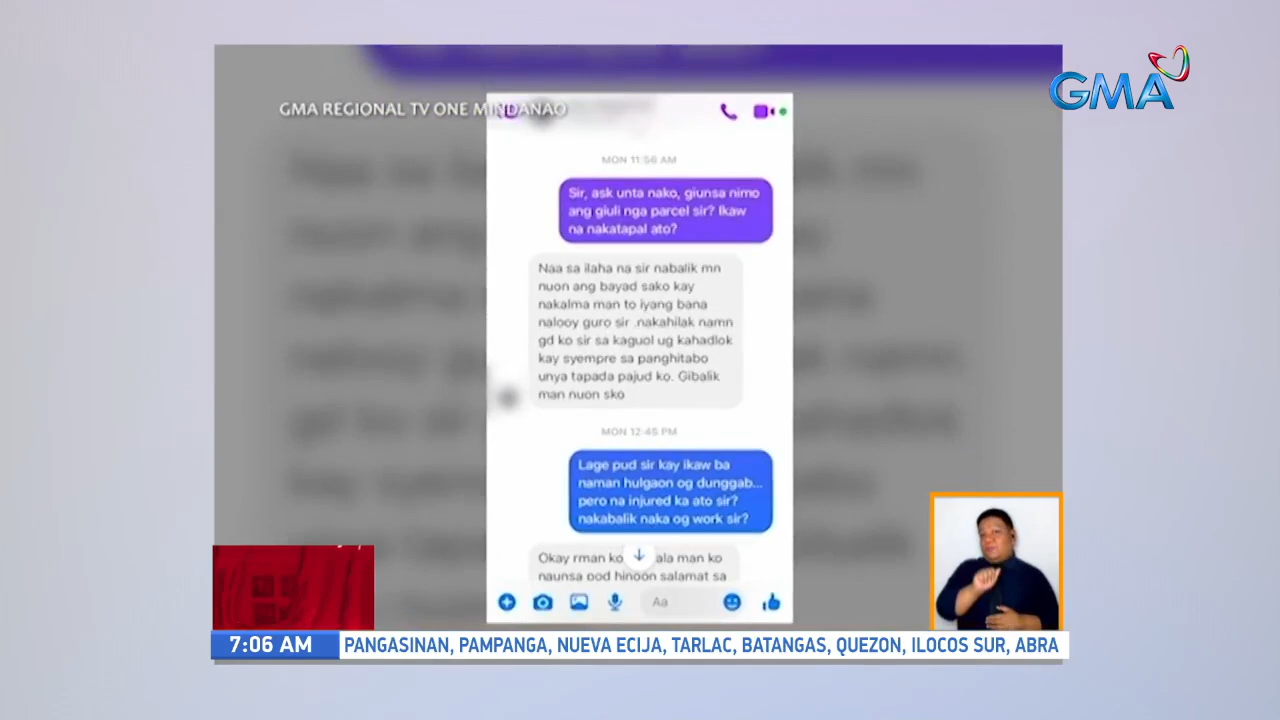 GMA REGIONAL TV ONE MINDANAO
GMA
MON 11:56 AM
Sir, ask unta nako, giunsa nimo
ang giuli nga parcel sir? Ikaw
na nakatapal ato?
Naa sa ilaha na sir nabalik mn
nuon ang bayad sako kay
nakalma man to iyang bana
nalooy guro sir .nakahilak namn
gd ko sir sa kaguol ug kahadlok
kay syempre sa panghitabo
unya tapada pajud ko. Gibalik
man nuon sko
MON 12:45 PM
Lage pud sir kay ikaw ba
naman hulgaon og dunggab...
pero na injured ka ato sir?
nakabalik naka og work sir?
Okay rman ko ala man ko
naunsa pod hinoon salamat sa
Aa
7:06 AM
PANGASINAN, PAMPANGA, NUEVA ECIJA, TARLAC, BATANGAS, QUEZON, ILOCOS SUR, ABRA